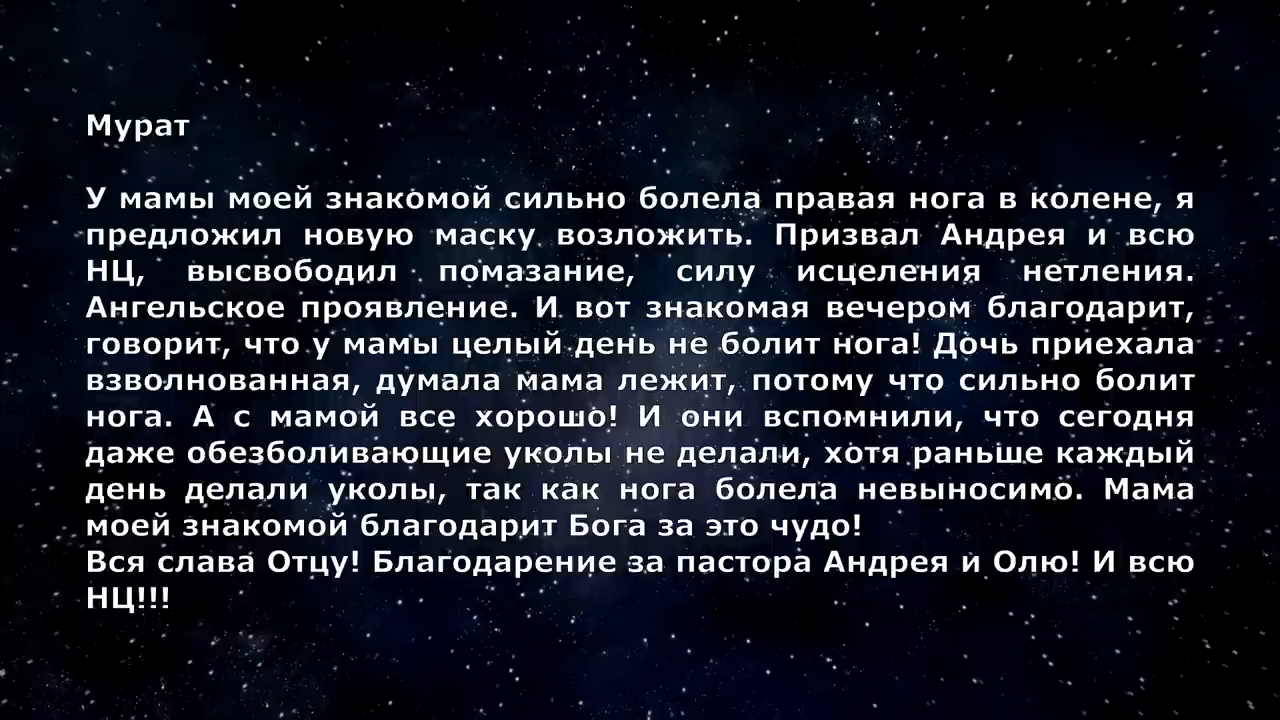 Мурат
У мамы моей знакомой сильно болела правая нога в колене, я
предложил новую маску возложить. Призвал Андрея и всю
НЦ, высвободил помазание, силу исцеления нетления.
Ангельское проявление. И вот знакомая вечером благодарит,
говорит, что у мамы целый день не болит нога! Дочь приехала
взволнованная, думала мама лежит, потому что сильно болит
нога. А с мамой все хорошо! И они вспомнили, что сегодня
даже обезболивающие уколы не делали, хотя раньше каждый
день делали уколы, так как нога болела невыносимо. Мама
моей знакомой благодарит Бога за это чудо!
Вся слава Отцу! Благодарение за пастора Андрея и Олю! И всю
НЦ!!!